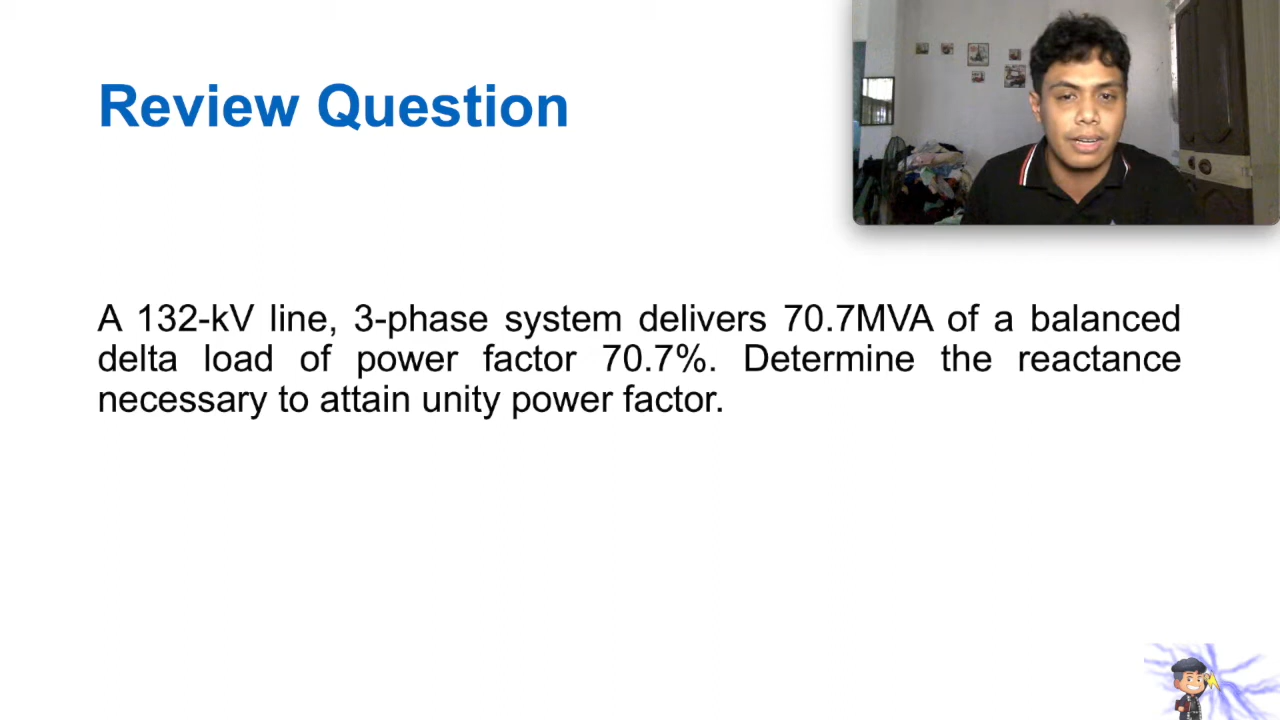 Review Question
A 132-kV line, 3-phase system delivers 70.7MVA of a balanced
delta load of power factor 70.7%. Determine the reactance
necessary to attain unity power factor.